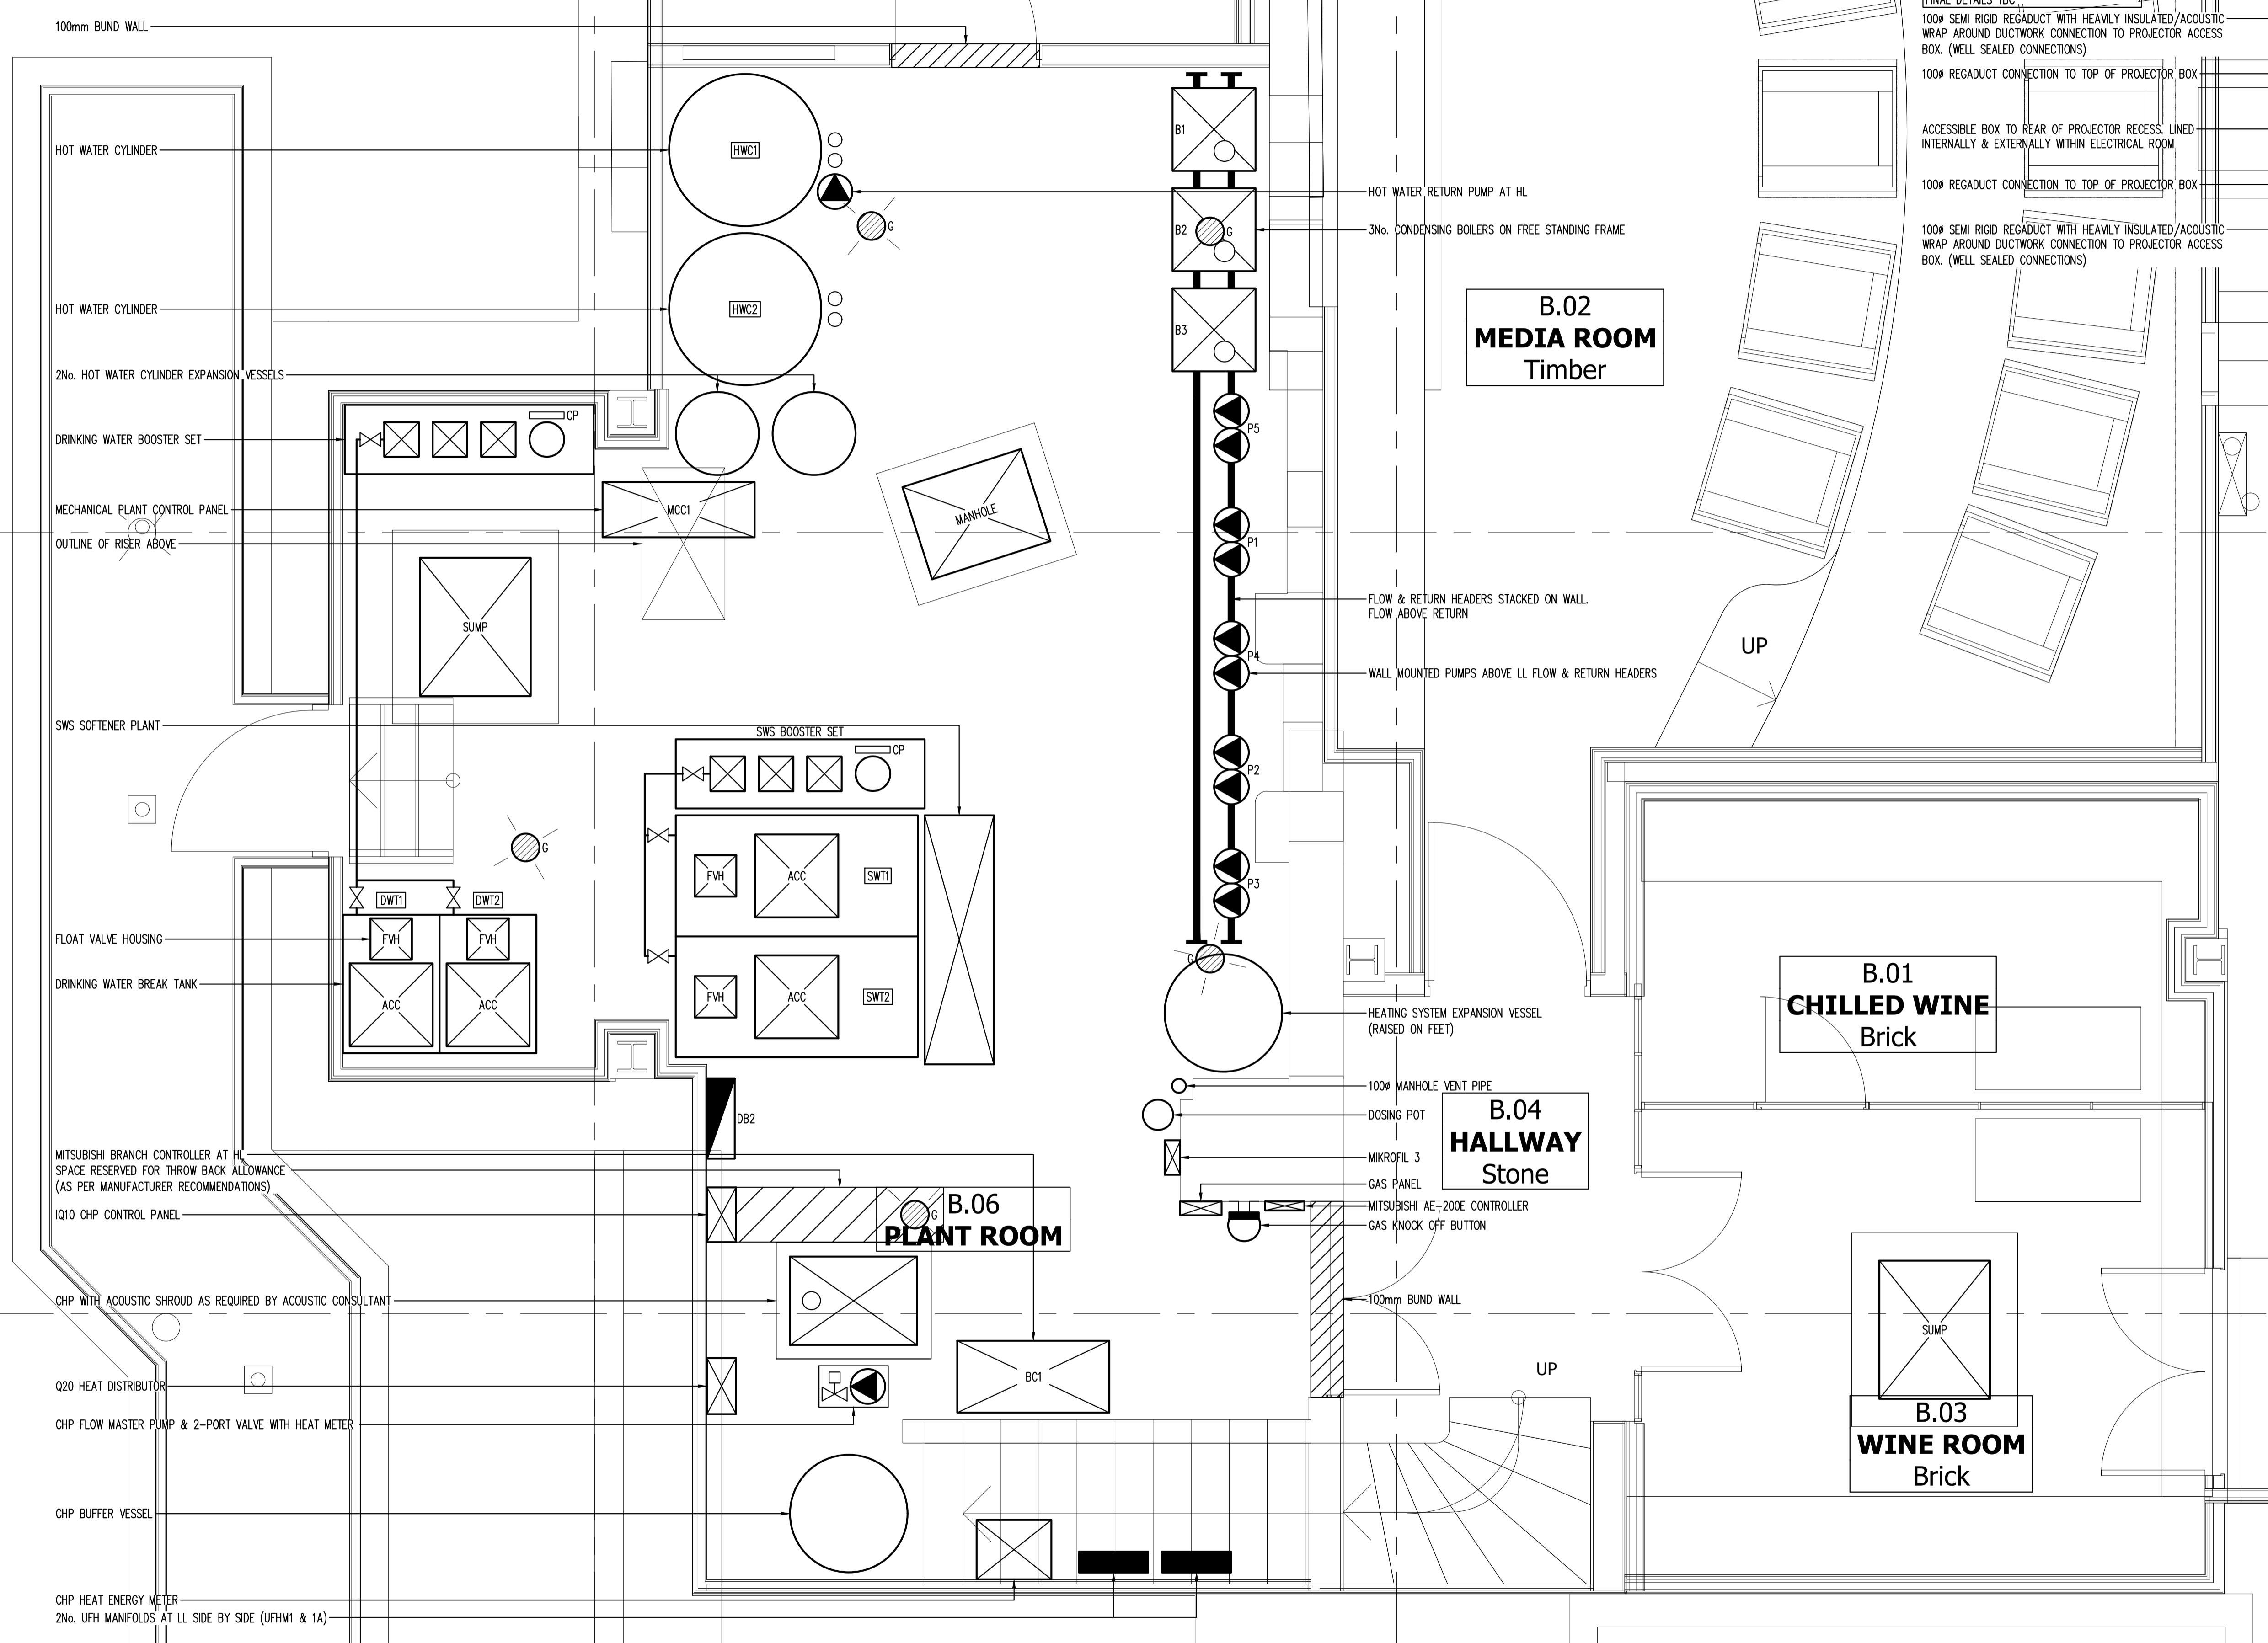 100mm BUND WALL
HOT WATER CYLINDER
HOT WATER CYLINDER
2No. HOT WATER CYLINDER EXPANSION VESSELS
DRINKING WATER BOOSTER SET
MECHANICAL PLANT CONTROL PANEL
OUTLINE OF RISER ABOVE
SWS SOFTENER PLANT
FLOAT VALVE HOUSING
DRINKING WATER BREAK TANK
MITSUBISHI BRANCH CONTROLLER AT HL
SPACE RESERVED FOR THROW BACK ALLOWANCE
(AS PER MANUFACTURER RECOMMENDATIONS)
IQ10 CHP CONTROL PANEL
CHP WITH ACOUSTIC SHROUD AS REQUIRED BY ACOUSTIC CONSULTANT
Q20 HEAT DISTRIBUTOR
CHP FLOW MASTER PUMP & 2-PORT VALVE WITH HEAT METER
CHP BUFFER VESSEL
CHP HEAT ENERGY METER
2No. UFH MANIFOLDS AT LL SIDE BY SIDE (UFHM1 & 1A)
HWC1
G
HWC2
CP
MCC1
MANHOLE
SUMP
SWS BOOSTER SET
CP
G
FVH
ACC
SWT1
FVH
ACC
SWT2
DWT1
DWT2
FVH
FVH
ACC
ACC
DB2
G
B.06
PLANT ROOM
BC1
B1
B2
G
B3
P5
P1
P4
P2
P3
G
HOT WATER RETURN PUMP AT HL
3No. CONDENSING BOILERS ON FREE STANDING FRAME
FLOW & RETURN HEADERS STACKED ON WALL.
FLOW ABOVE RETURN
WALL MOUNTED PUMPS ABOVE LL FLOW & RETURN HEADERS
HEATING SYSTEM EXPANSION VESSEL
(RAISED ON FEET)
100ø MANHOLE VENT PIPE
DOSING POT
MIKROFIL 3
GAS PANEL
MITSUBISHI AE-200E CONTROLLER
GAS KNOCK OFF BUTTON
100mm BUND WALL
UP
B.02
MEDIA ROOM
Timber
UP
B.04
HALLWAY
Stone
B.01
CHILLED WINE
Brick
SUMP
B.03
WINE ROOM
Brick
FINAL DETAILS TBC
100ø SEMI RIGID REGADUCT WITH HEAVILY INSULATED/ACOUSTIC
WRAP AROUND DUCTWORK CONNECTION TO PROJECTOR ACCESS
BOX. (WELL SEALED CONNECTIONS)
100ø REGADUCT CONNECTION TO TOP OF PROJECTOR BOX
ACCESSIBLE BOX TO REAR OF PROJECTOR RECESS. LINED
INTERNALLY & EXTERNALLY WITHIN ELECTRICAL ROOM
100ø REGADUCT CONNECTION TO TOP OF PROJECTOR BOX
100ø SEMI RIGID REGADUCT WITH HEAVILY INSULATED/ACOUSTIC
WRAP AROUND DUCTWORK CONNECTION TO PROJECTOR ACCESS
BOX. (WELL SEALED CONNECTIONS)